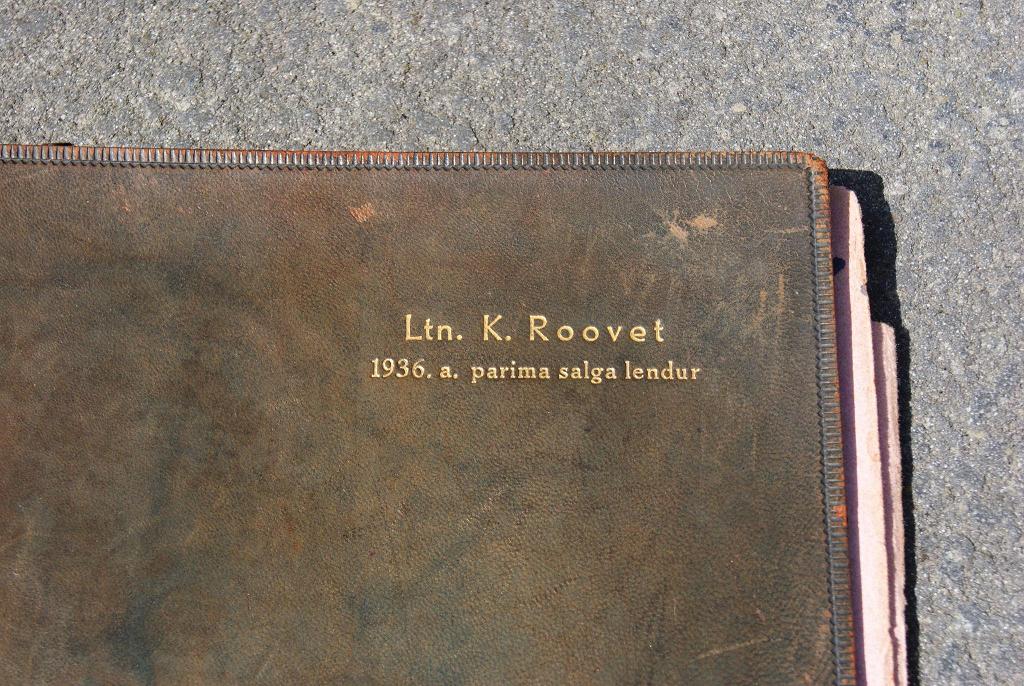 Ltn. K. Roovet
1936. a. parima salga lendur